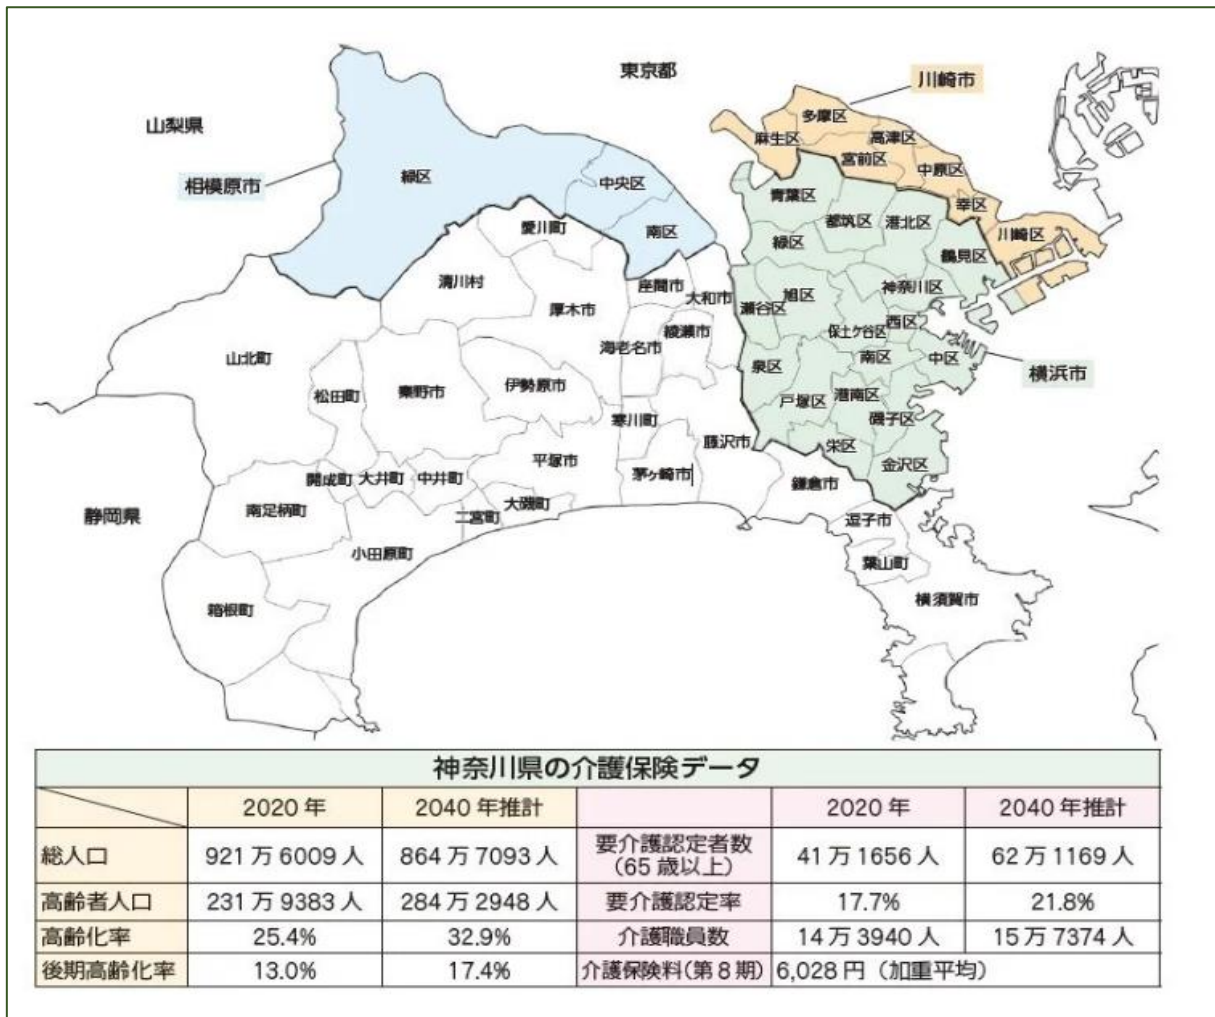 東京都
川崎市
山梨県
多摩区
麻生区
高津区
宮前区
中原区
相模原市
緑区
中央区
青葉区
幸区
南区
愛川町
都筑区
港北区
川崎区
緑区
鶴見区
清川村
座間市
大和市
神奈川区
厚木市
瀬谷区
旭区
西区
綾瀬市
保土ケ谷区
海老名市
山北町
南区
中区
泉区
横浜市
松田町
秦野市
伊勢原市
戸塚区
港南区
寒川町
磯子区
藤沢市
栄区
平塚市
金沢区
開成町
大井町
中井町
茅ヶ崎市
鎌倉市
南足柄町
大磯町
二宮町
静岡県
逗子市
小田原町
葉山町
箱根町
横須賀市
神奈川県の介護保険データ
2020年 2040年推計 2020年 2040年推計
総人口 921万6009人 864万7093人 要介護認定者数
(65歳以上) 41万1656人 62万1169人
高齢者人口 231万9383人 284万2948人 要介護認定率 17.7% 21.8%
高齢化率 25.4% 32.9% 介護職員数 14万3940人 15万7374人
後期高齢化率 13.0% 17.4% 介護保険料(第8期) 6,028円(加重平均)